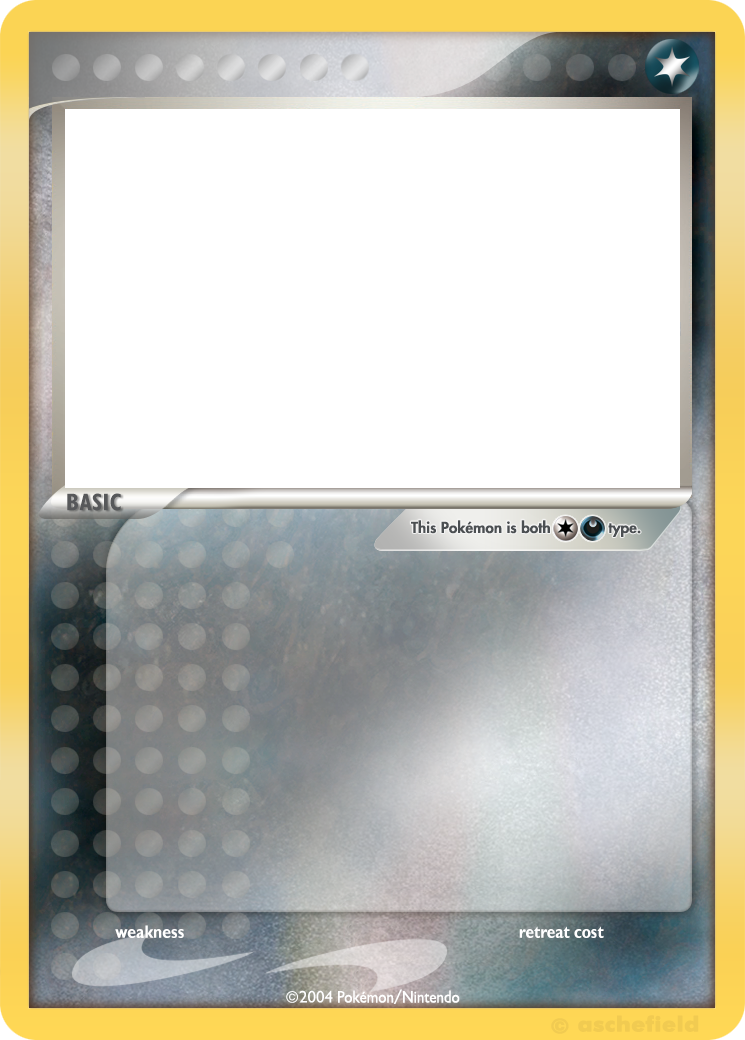 BASIC
This Pokémon is both type.
weakness retreat cost
©2004 Pokémon/Nintendo
© aschefield